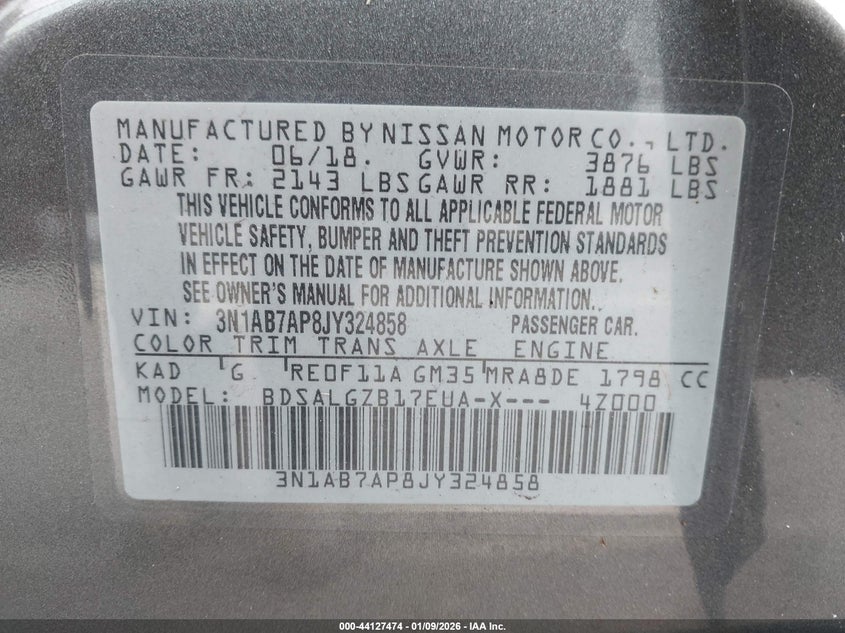 MANUFACTURED BY NISSAN MOTOR CO., LTD.
DATE: 06/18. GVWR: 3876 LBS
GAWR FR: 2143 LBS GAWR RR: 1881 LBS
THIS VEHICLE CONFORMS TO ALL APPLICABLE FEDERAL MOTOR
VEHICLE SAFETY, BUMPER AND THEFT PREVENTION STANDARDS
IN EFFECT ON THE DATE OF MANUFACTURE SHOWN ABOVE.
SEE OWNER'S MANUAL FOR ADDITIONAL INFORMATION.
VIN: 3N1AB7AP8JY324858 PASSENGER CAR.
COLOR TRIM TRANS AXLE ENGINE
KAD G RE0F11A GM35 MRA8DE 1798 CC
MODEL: BDSALGZB17EUA-X--- 4Z000
3N1AB7AP8JY324858
000-44127474 | 01/09/2026 | IAA Inc.